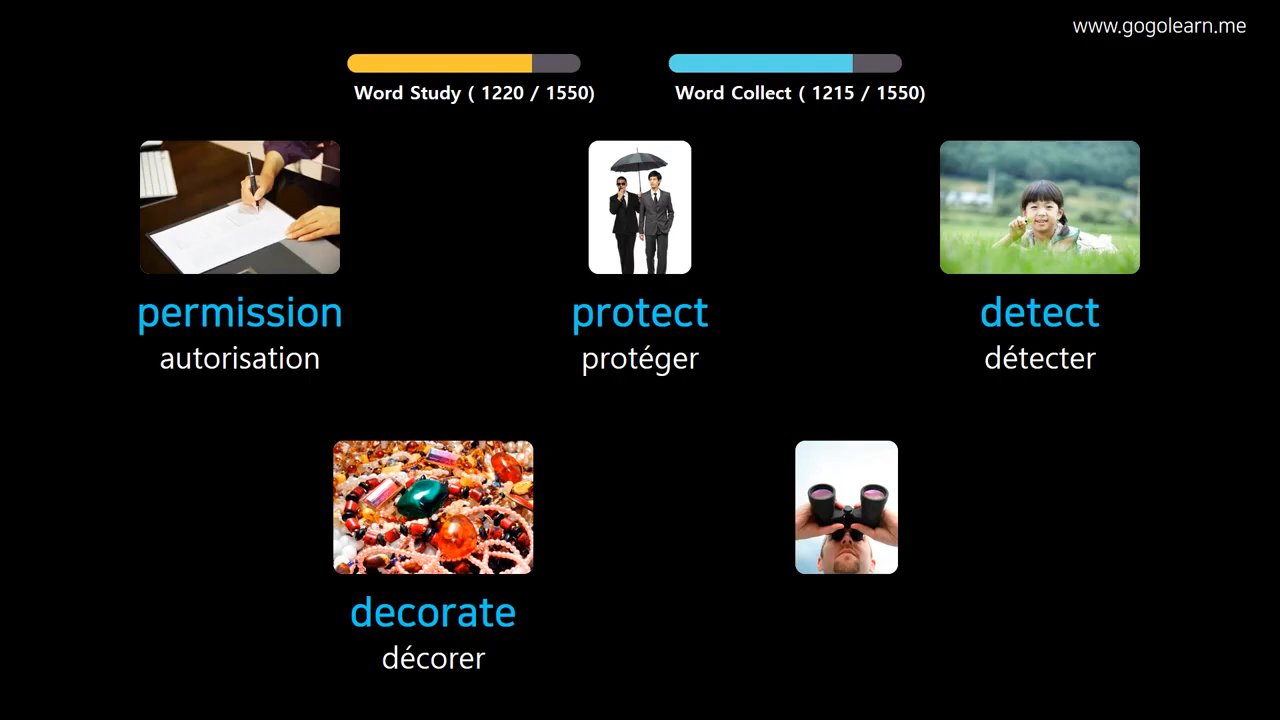 www.gogolearn.me
Word Study ( 1220 / 1550)
Word Collect ( 1215 / 1550)
permission
autorisation
protect
protéger
detect
détecter
decorate
décorer